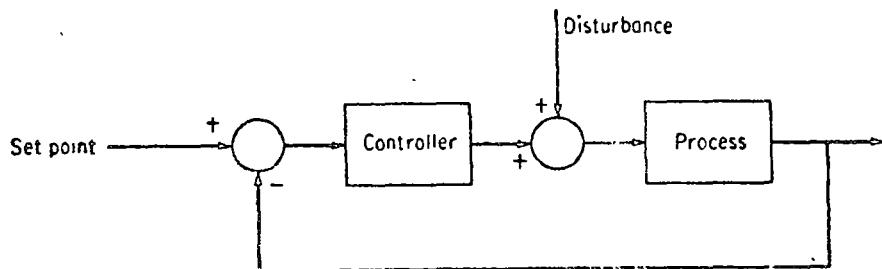 Disturbance
+
+
Set point
Controller
+
Process
-